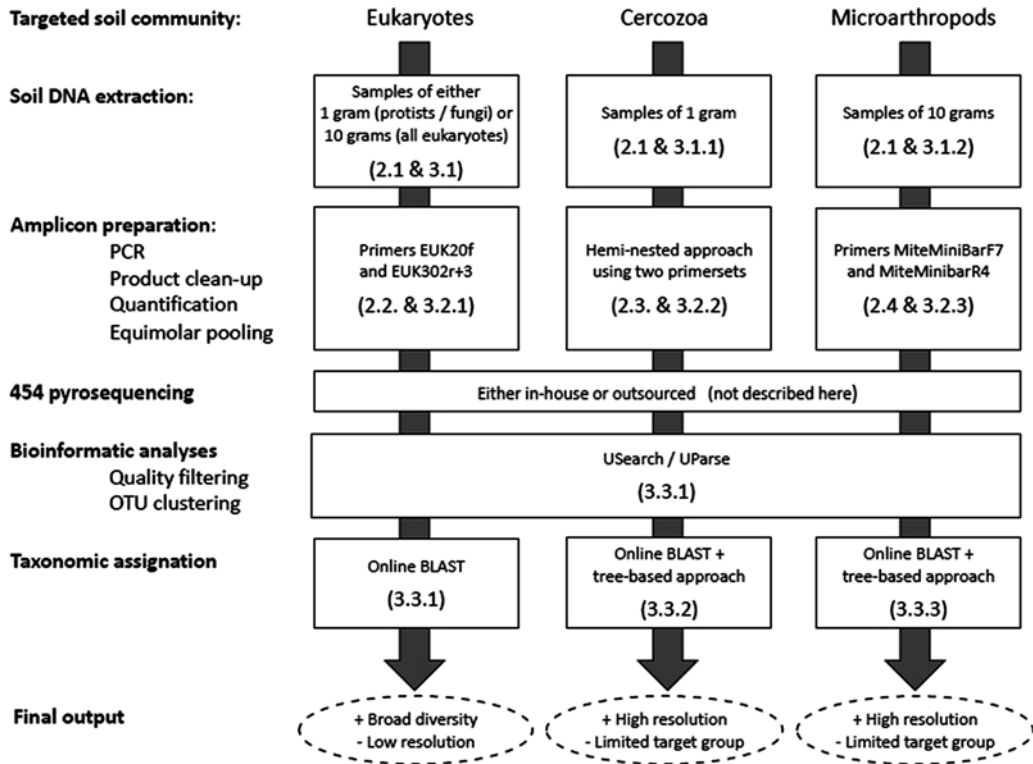 Targeted soil community:
Eukaryotes
Cercozoa
Microarthropods
Soil DNA extraction:
Samples of either
1 gram (protists / fungi) or
10 grams (all eukaryotes)
(2.1 & 3.1)
Samples of 1 gram
(2.1 & 3.1.1)
Samples of 10 grams
(2.1 & 3.1.2)
Amplicon preparation:
PCR
Product clean-up
Quantification
Equimolar pooling
Primers EUK20f
and EUK302r+3
(2.2. & 3.2.1)
Hemi-nested approach
using two primersets
(2.3. & 3.2.2)
Primers MiteMiniBarF7
and MiteMinibarR4
(2.4 & 3.2.3)
454 pyrosequencing
Either in-house or outsourced (not described here)
Bioinformatic analyses
Quality filtering
OTU clustering
USearch / UParse
(3.3.1)
Taxonomic assignation
Online BLAST
(3.3.1)
Online BLAST +
tree-based approach
(3.3.2)
Online BLAST +
tree-based approach
(3.3.3)
Final output
+ Broad diversity
- Low resolution
+ High resolution
- Limited target group
+ High resolution
- Limited target group